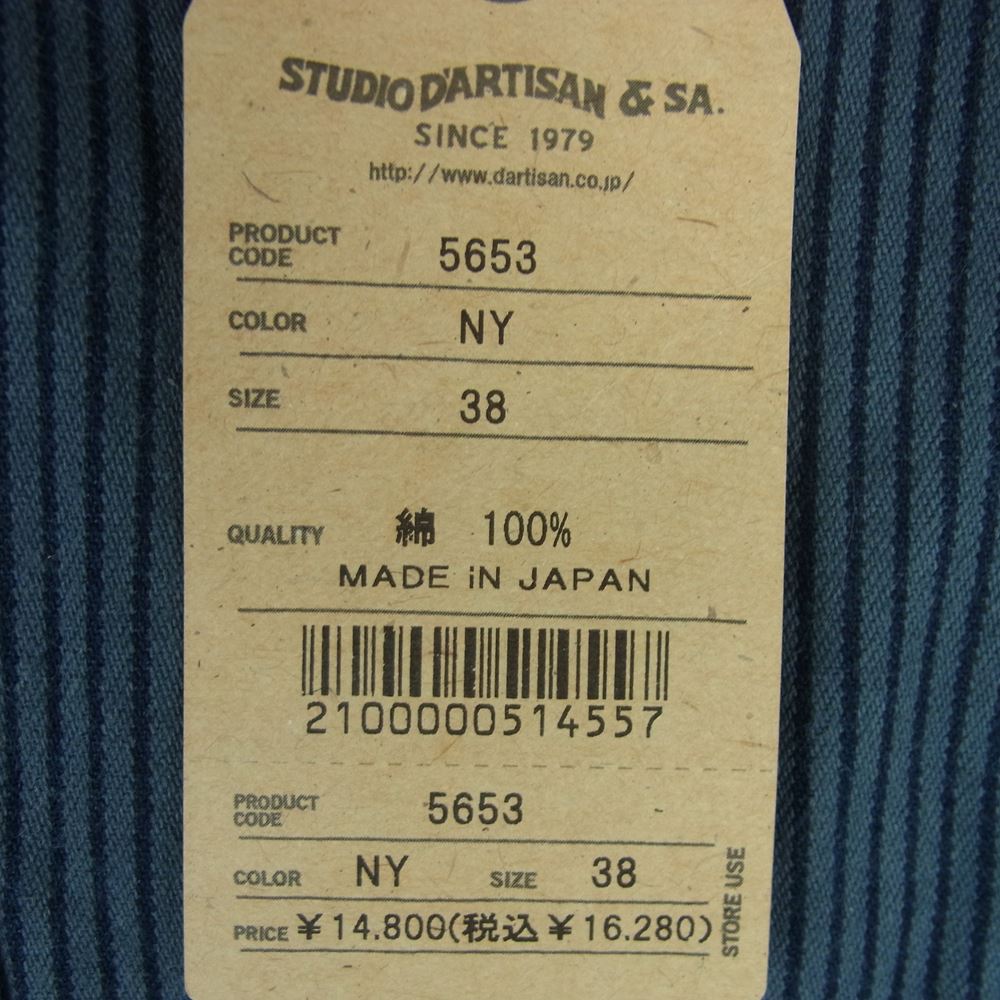 STUDIO D'ARTISAN & SA.
SINCE 1979
http://www.dartisan.co.jp/
PRODUCT CODE 5653
COLOR NY
SIZE 38
QUALITY 綿 100%
MADE iN JAPAN
2100000514557
PRODUCT CODE 5653
COLOR NY SIZE 38
PRICE ¥14.800(税込¥16.280)
STORE USE